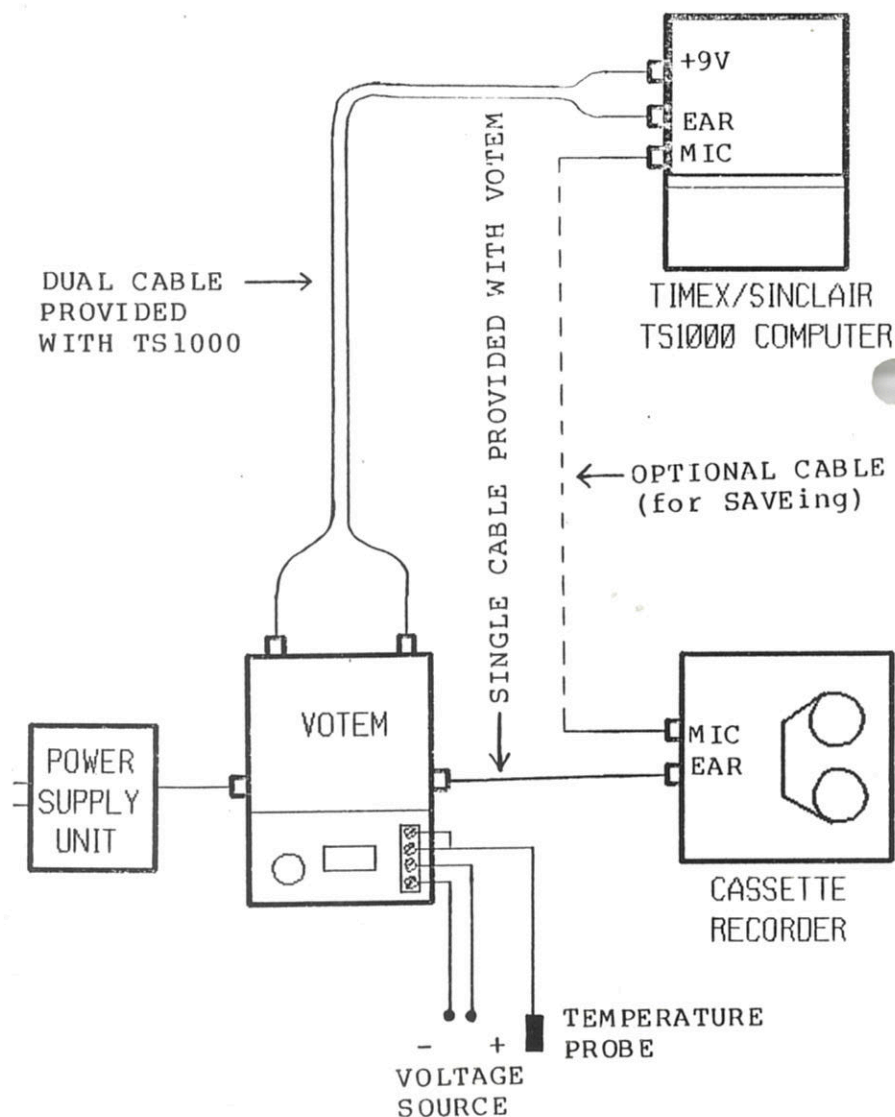 +9V
EAR
MIC
TIMEX/SINCLAIR
TS1000 COMPUTER
DUAL CABLE
PROVIDED
WITH TS1000
SINGLE CABLE PROVIDED WITH VOTEM
OPTIONAL CABLE
(for SAVEing)
VOTEM
POWER
SUPPLY
UNIT
MIC
EAR
CASSETTE
RECORDER
- +
VOLTAGE
SOURCE
TEMPERATURE
PROBE